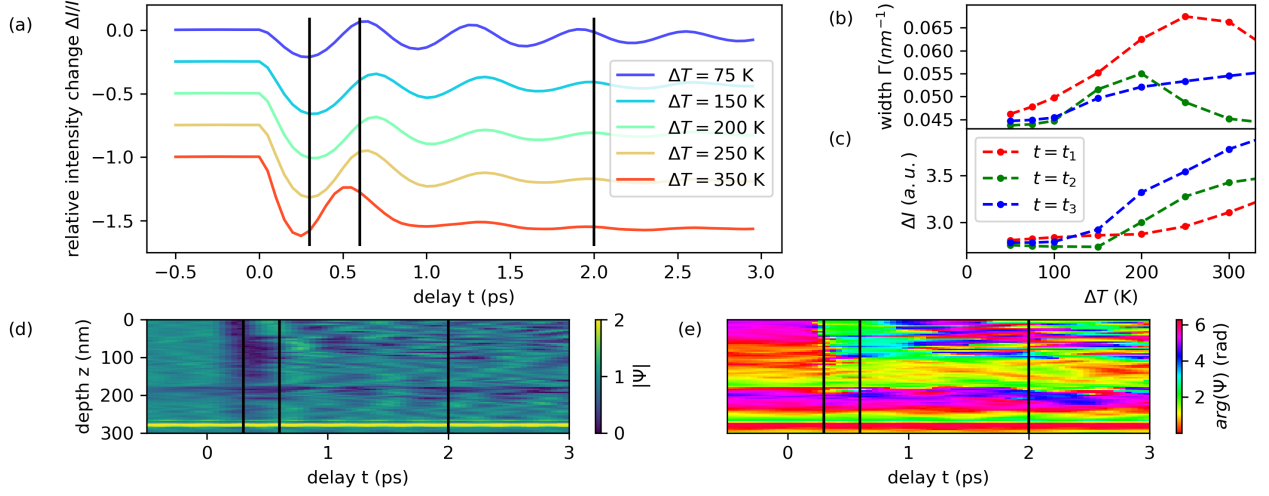 (a)
relative intensity change ΔI/I
0.0
−0.5
−1.0
−1.5
−0.5
0.0
0.5
1.0
1.5
2.0
2.5
3.0
delay t (ps)
ΔT = 75 K
ΔT = 150 K
ΔT = 200 K
ΔT = 250 K
ΔT = 350 K
(b)
width Γ(nm⁻¹)
0.065
0.060
0.055
0.050
0.045
(c)
ΔI (a. u.)
3.5
3.0
t = t₁
t = t₂
t = t₃
0
100
200
300
ΔT (K)
(d)
depth z (nm)
0
100
200
300
0
1
2
3
delay t (ps)
2
1
0
|Ψ|
(e)
0
1
2
3
delay t (ps)
6
4
2
arg(Ψ) (rad)